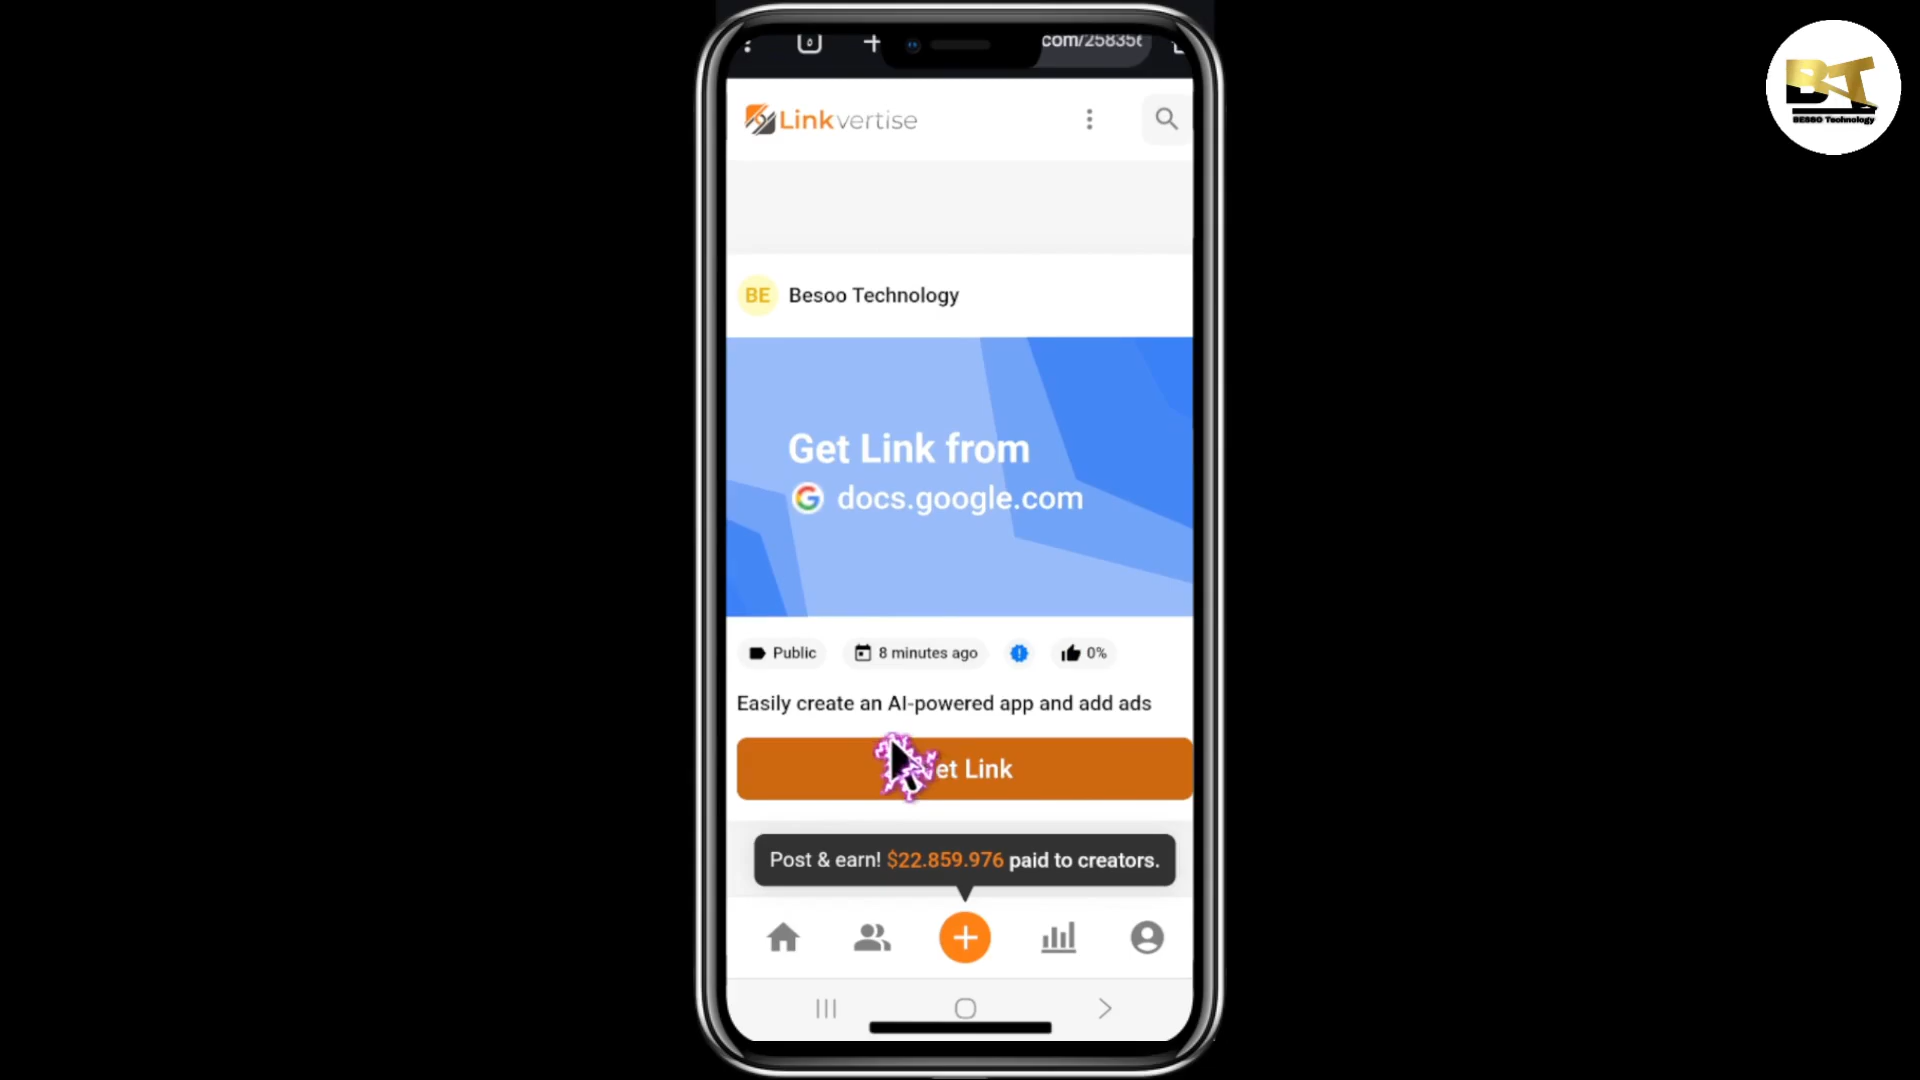 com/258356
BT
BESOO Technology
Linkvertise
BE Besoo Technology
Get Link from
docs.google.com
Public 8 minutes ago 0%
Easily create an AI-powered app and add ads
et Link
Post & earn! $22.859.976 paid to creators.